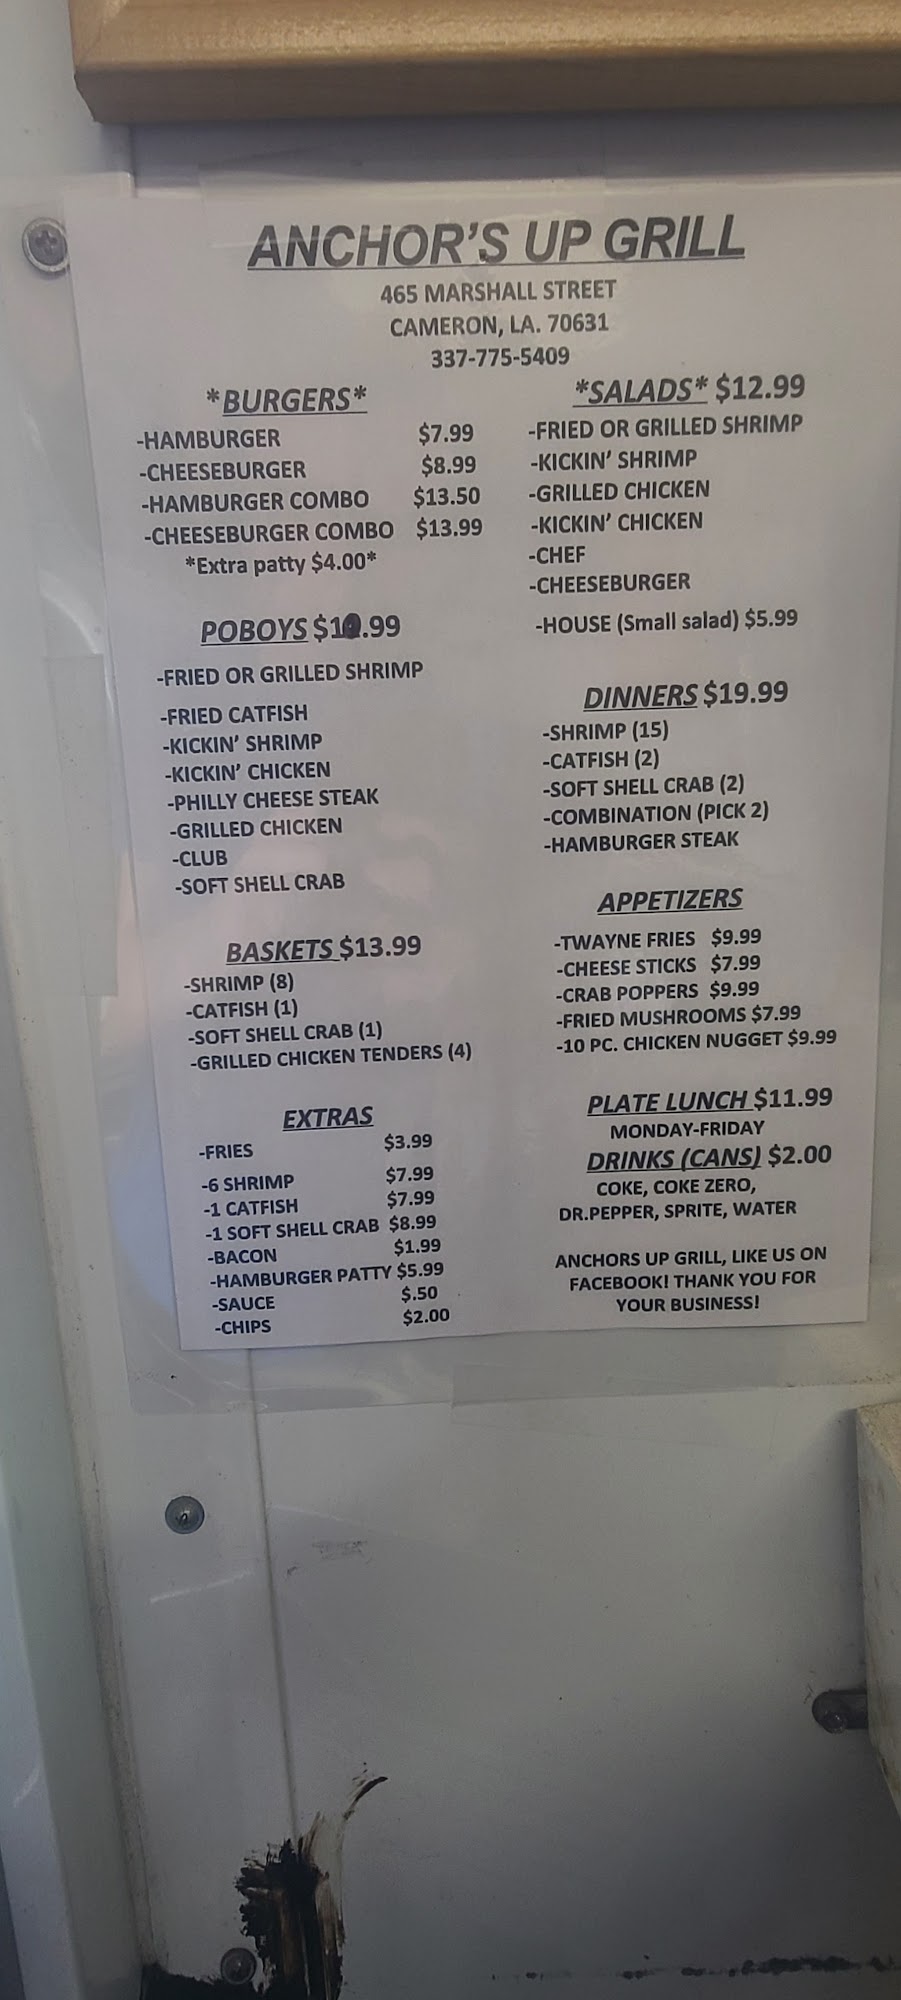 ANCHOR'S UP GRILL
465 MARSHALL STREET
CAMERON, LA. 70631
337-775-5409
*BURGERS*
-HAMBURGER $7.99
-CHEESEBURGER $8.99
-HAMBURGER COMBO $13.50
-CHEESEBURGER COMBO $13.99
*Extra patty $4.00*
POBOYS
-FRIED OR GRILLED SHRIMP
-FRIED CATFISH
-KICKIN' SHRIMP
-KICKIN' CHICKEN
-PHILLY CHEESE STEAK
-GRILLED CHICKEN
-CLUB
-SOFT SHELL CRAB
BASKETS $13.99
-SHRIMP (8)
-CATFISH (1)
-SOFT SHELL CRAB (1)
-GRILLED CHICKEN TENDERS (4)
EXTRAS
-FRIES $3.99
-6 SHRIMP $7.99
-1 CATFISH $7.99
-1 SOFT SHELL CRAB $8.99
-BACON $1.99
-HAMBURGER PATTY $5.99
-SAUCE $.50
-CHIPS $2.00
*SALADS* $12.99
-FRIED OR GRILLED SHRIMP
-KICKIN' SHRIMP
-GRILLED CHICKEN
-KICKIN' CHICKEN
-CHEF
-CHEESEBURGER
-HOUSE (Small salad) $5.99
DINNERS $19.99
-SHRIMP (15)
-CATFISH (2)
-SOFT SHELL CRAB (2)
-COMBINATION (PICK 2)
-HAMBURGER STEAK
APPETIZERS
-TWAYNE FRIES $9.99
-CHEESE STICKS $7.99
-CRAB POPPERS $9.99
-FRIED MUSHROOMS $7.99
-10 PC. CHICKEN NUGGET $9.99
PLATE LUNCH $11.99
MONDAY-FRIDAY
DRINKS (CANS) $2.00
COKE, COKE ZERO,
DR.PEPPER, SPRITE, WATER
ANCHORS UP GRILL, LIKE US ON
FACEBOOK! THANK YOU FOR
YOUR BUSINESS!